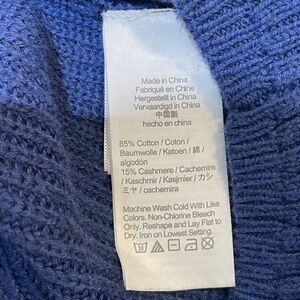 Made in China
Fabriqué en Chine
Hergestellt in China
Vervaardigd in China
中国製
hecho en china
85% Cotton / Coton /
Baumwolle / Katoen / 綿 /
algodón
15% Cashmere / Cachemire
/ Kaschmir / Kasjmier / カシ
ミヤ / cachemira
Machine Wash Cold With Like
Colors. Non-Chlorine Bleach
Only. Reshape and Lay Flat to
Dry. Iron on Lowest Setting.